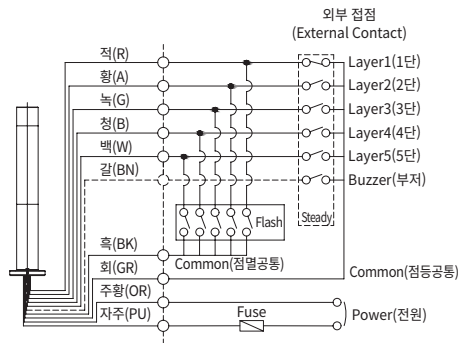 외부 접점
(External Contact)
적(R)
Layer1(1단)
황(A)
Layer2(2단)
녹(G)
Layer3(3단)
청(B)
Layer4(4단)
백(W)
Layer5(5단)
갈(BN)
Buzzer(부저)
Flash
Steady
흑(BK)
Common(점멸공통)
회(GR)
Common(점등공통)
주황(OR)
자주(PU)
Fuse
Power(전원)